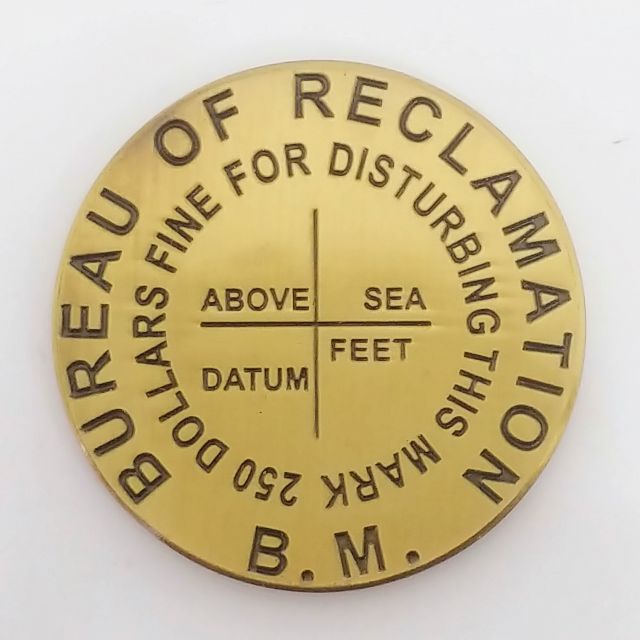 BUREAU OF RECLAMATION
B.M.
250 DOLLARS FINE FOR DISTURBING THIS MARK
ABOVE SEA
DATUM FEET